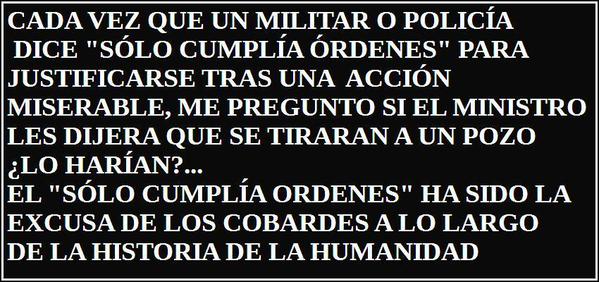 CADA VEZ QUE UN MILITAR O POLICÍA
DICE "SÓLO CUMPLÍA ÓRDENES" PARA
JUSTIFICARSE TRAS UNA ACCIÓN
MISERABLE, ME PREGUNTO SI EL MINISTRO
LES DIJERA QUE SE TIRARAN A UN POZO
¿LO HARÍAN?...
EL "SÓLO CUMPLÍA ORDENES" HA SIDO LA
EXCUSA DE LOS COBARDES A LO LARGO
DE LA HISTORIA DE LA HUMANIDAD